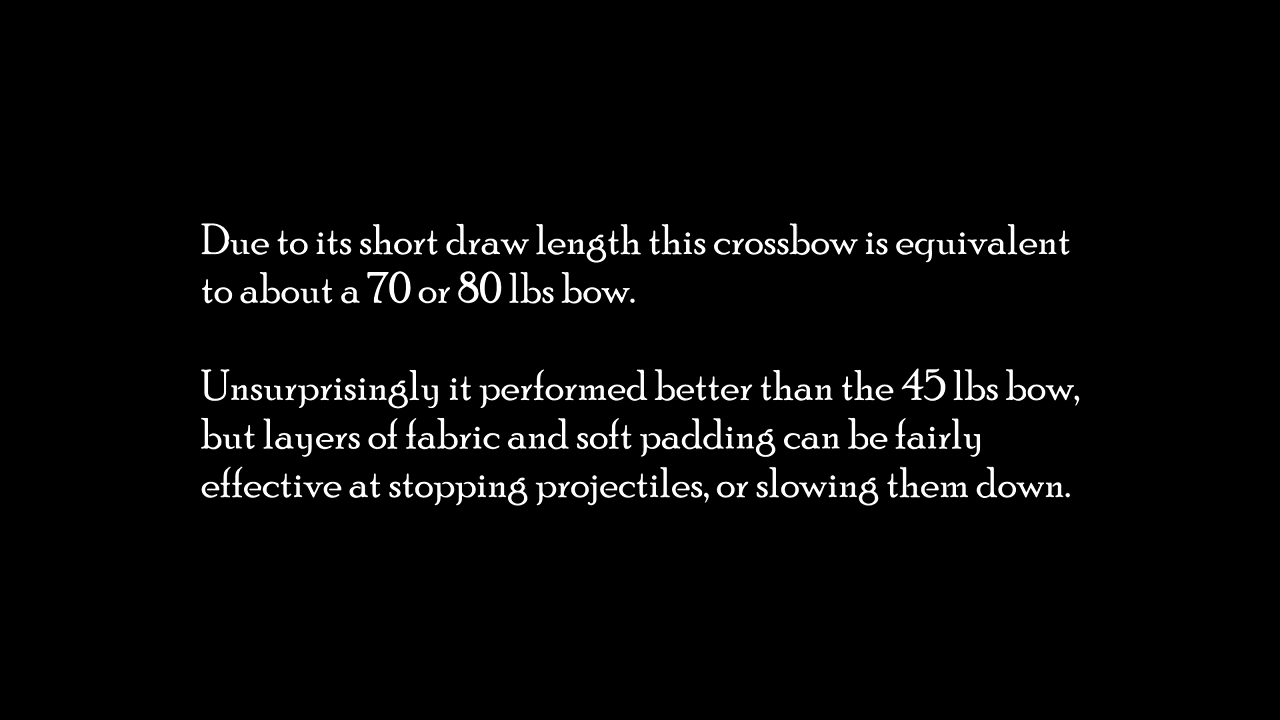 Due to its short draw length this crossbow is equivalent
to about a 70 or 80 lbs bow.
Unsurprisingly it performed better than the 45 lbs bow,
but layers of fabric and soft padding can be fairly
effective at stopping projectiles, or slowing them down.